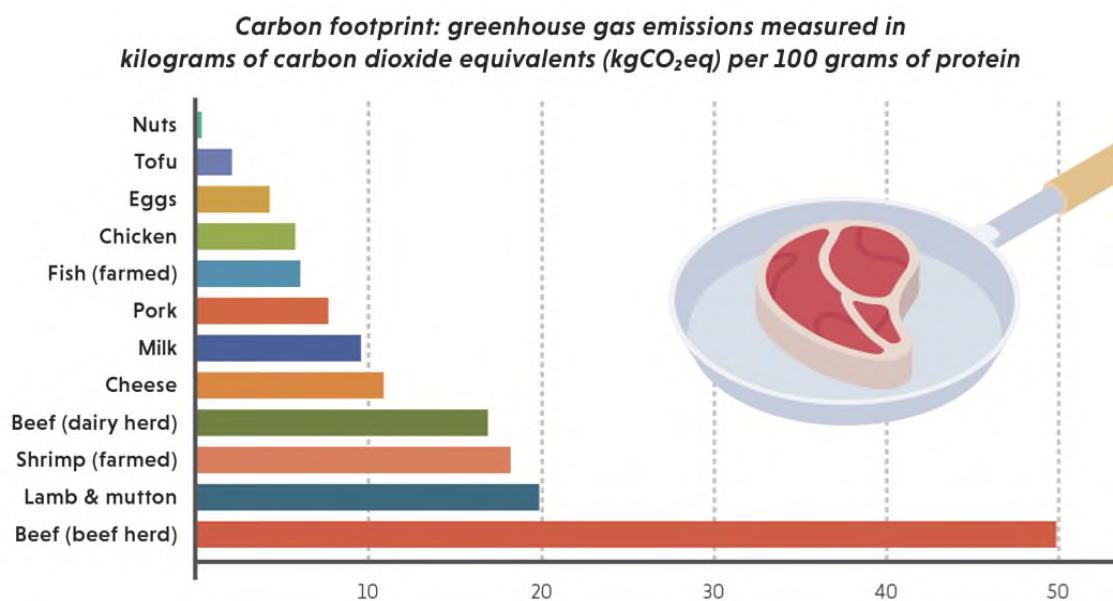 Carbon footprint: greenhouse gas emissions measured in
kilograms of carbon dioxide equivalents (kgCO₂eq) per 100 grams of protein
Nuts
Tofu
Eggs
Chicken
Fish (farmed)
Pork
Milk
Cheese
Beef (dairy herd)
Shrimp (farmed)
Lamb & mutton
Beef (beef herd)
10 20 30 40 50